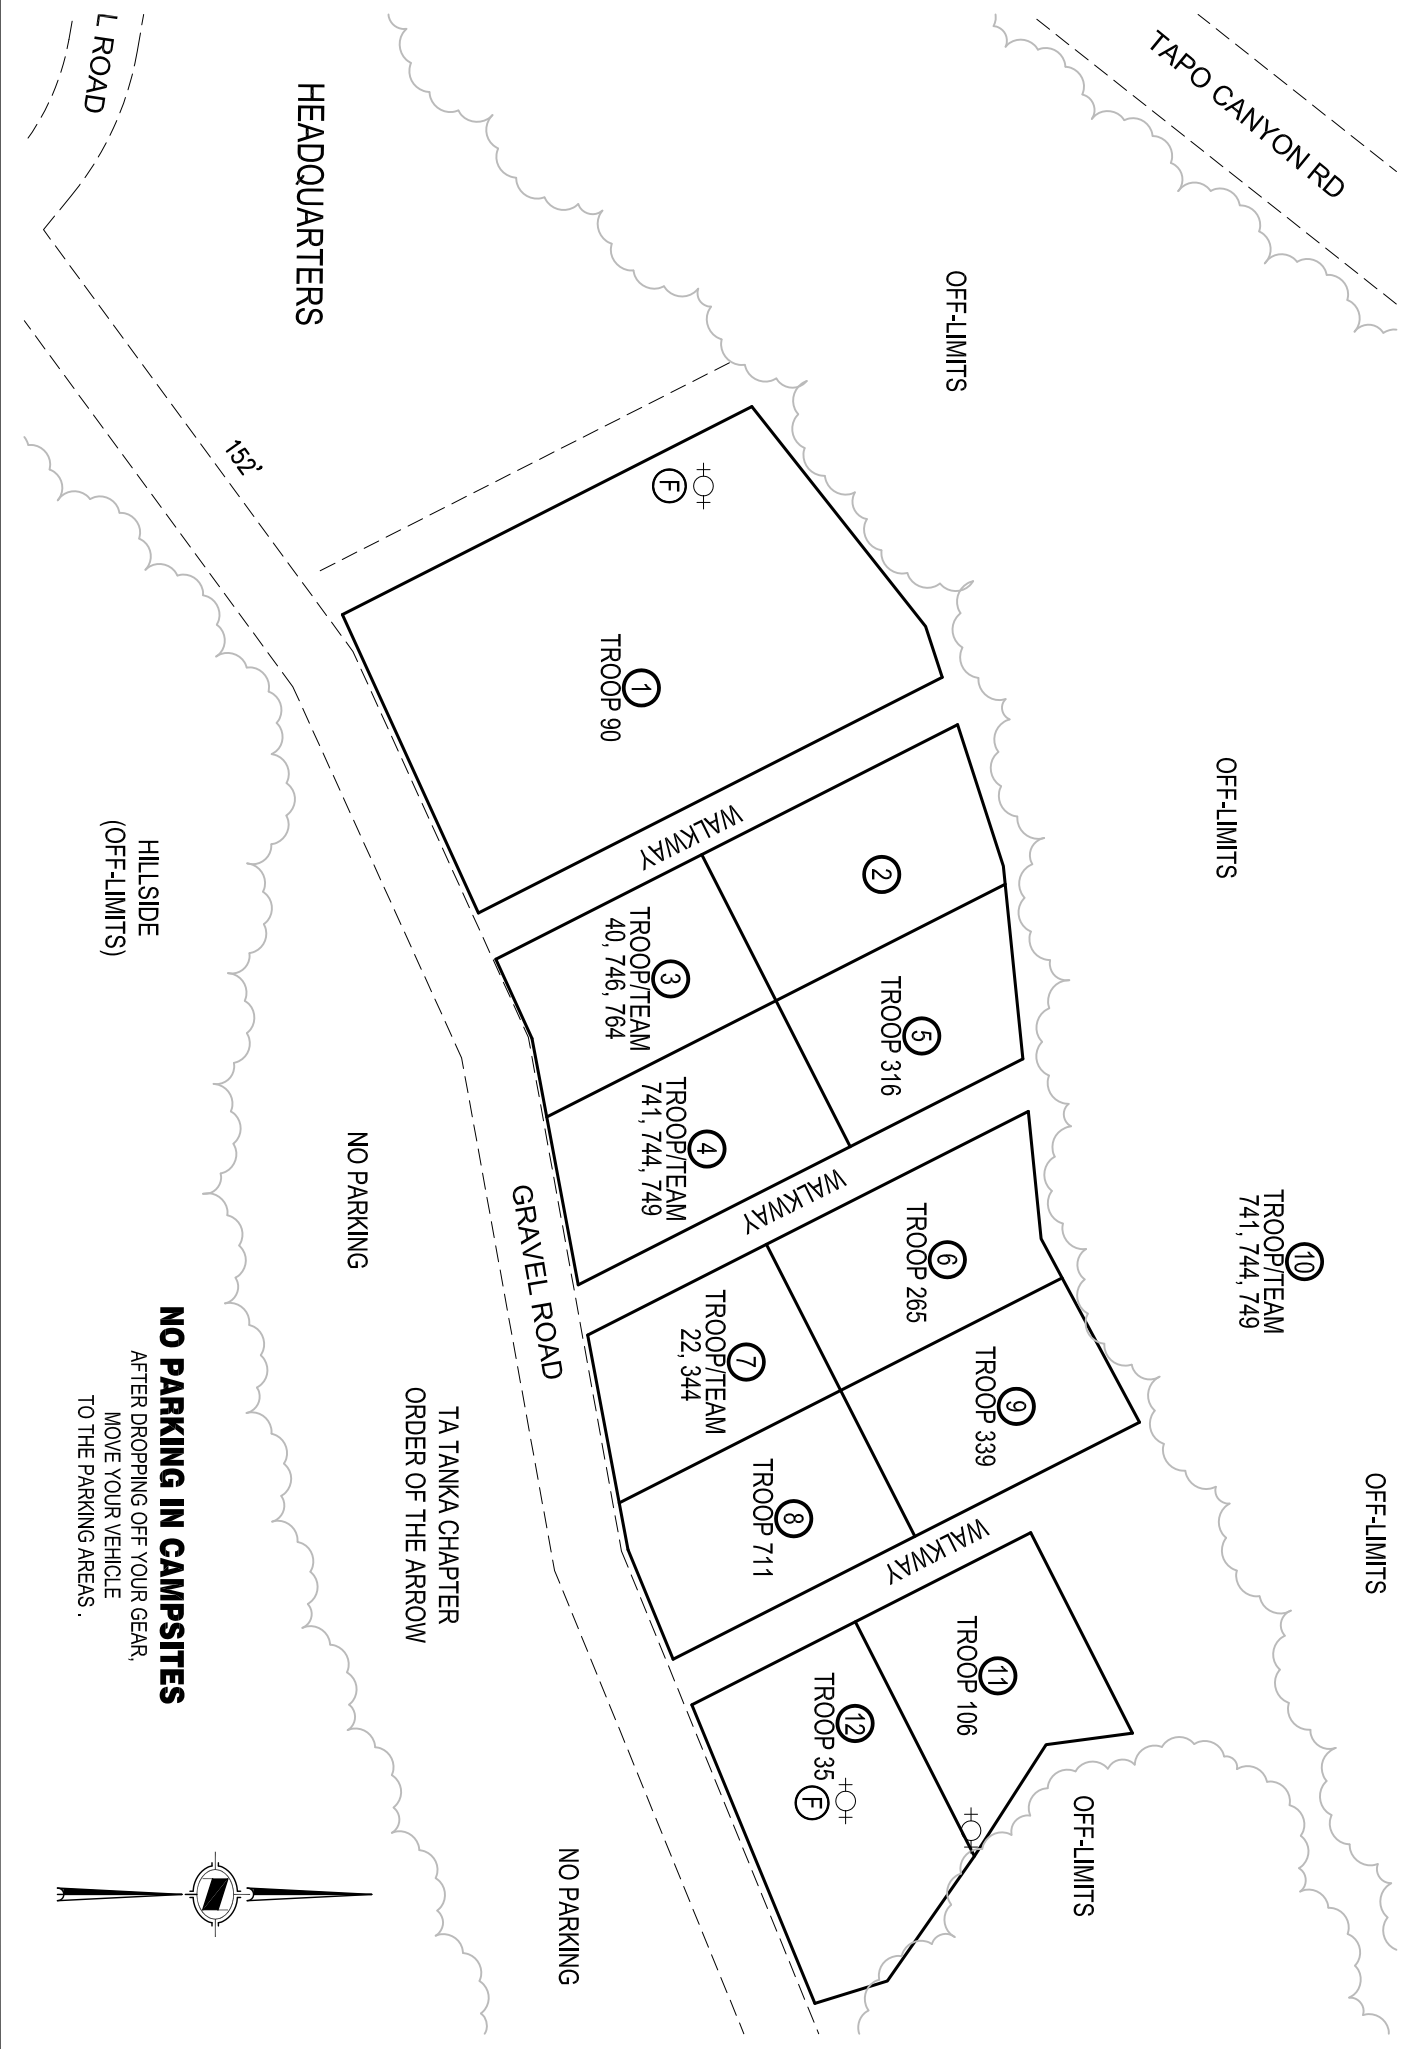 TAPO CANYON RD
L ROAD
HEADQUARTERS
OFF-LIMITS
152'
F
1
TROOP 90
WALKWAY
OFF-LIMITS
2
3
TROOP/TEAM
40, 746, 764
5
TROOP 316
4
TROOP/TEAM
741, 744, 749
HILLSIDE
(OFF-LIMITS)
WALKWAY
10
TROOP/TEAM
741, 744, 749
6
TROOP 265
7
TROOP/TEAM
22, 344
9
TROOP 339
8
TROOP 711
GRAVEL ROAD
NO PARKING
OFF-LIMITS
WALKWAY
11
TROOP 106
12
TROOP 35
F
OFF-LIMITS
TA TANKA CHAPTER
ORDER OF THE ARROW
NO PARKING
NO PARKING IN CAMPSITES
AFTER DROPPING OFF YOUR GEAR,
MOVE YOUR VEHICLE
TO THE PARKING AREAS.